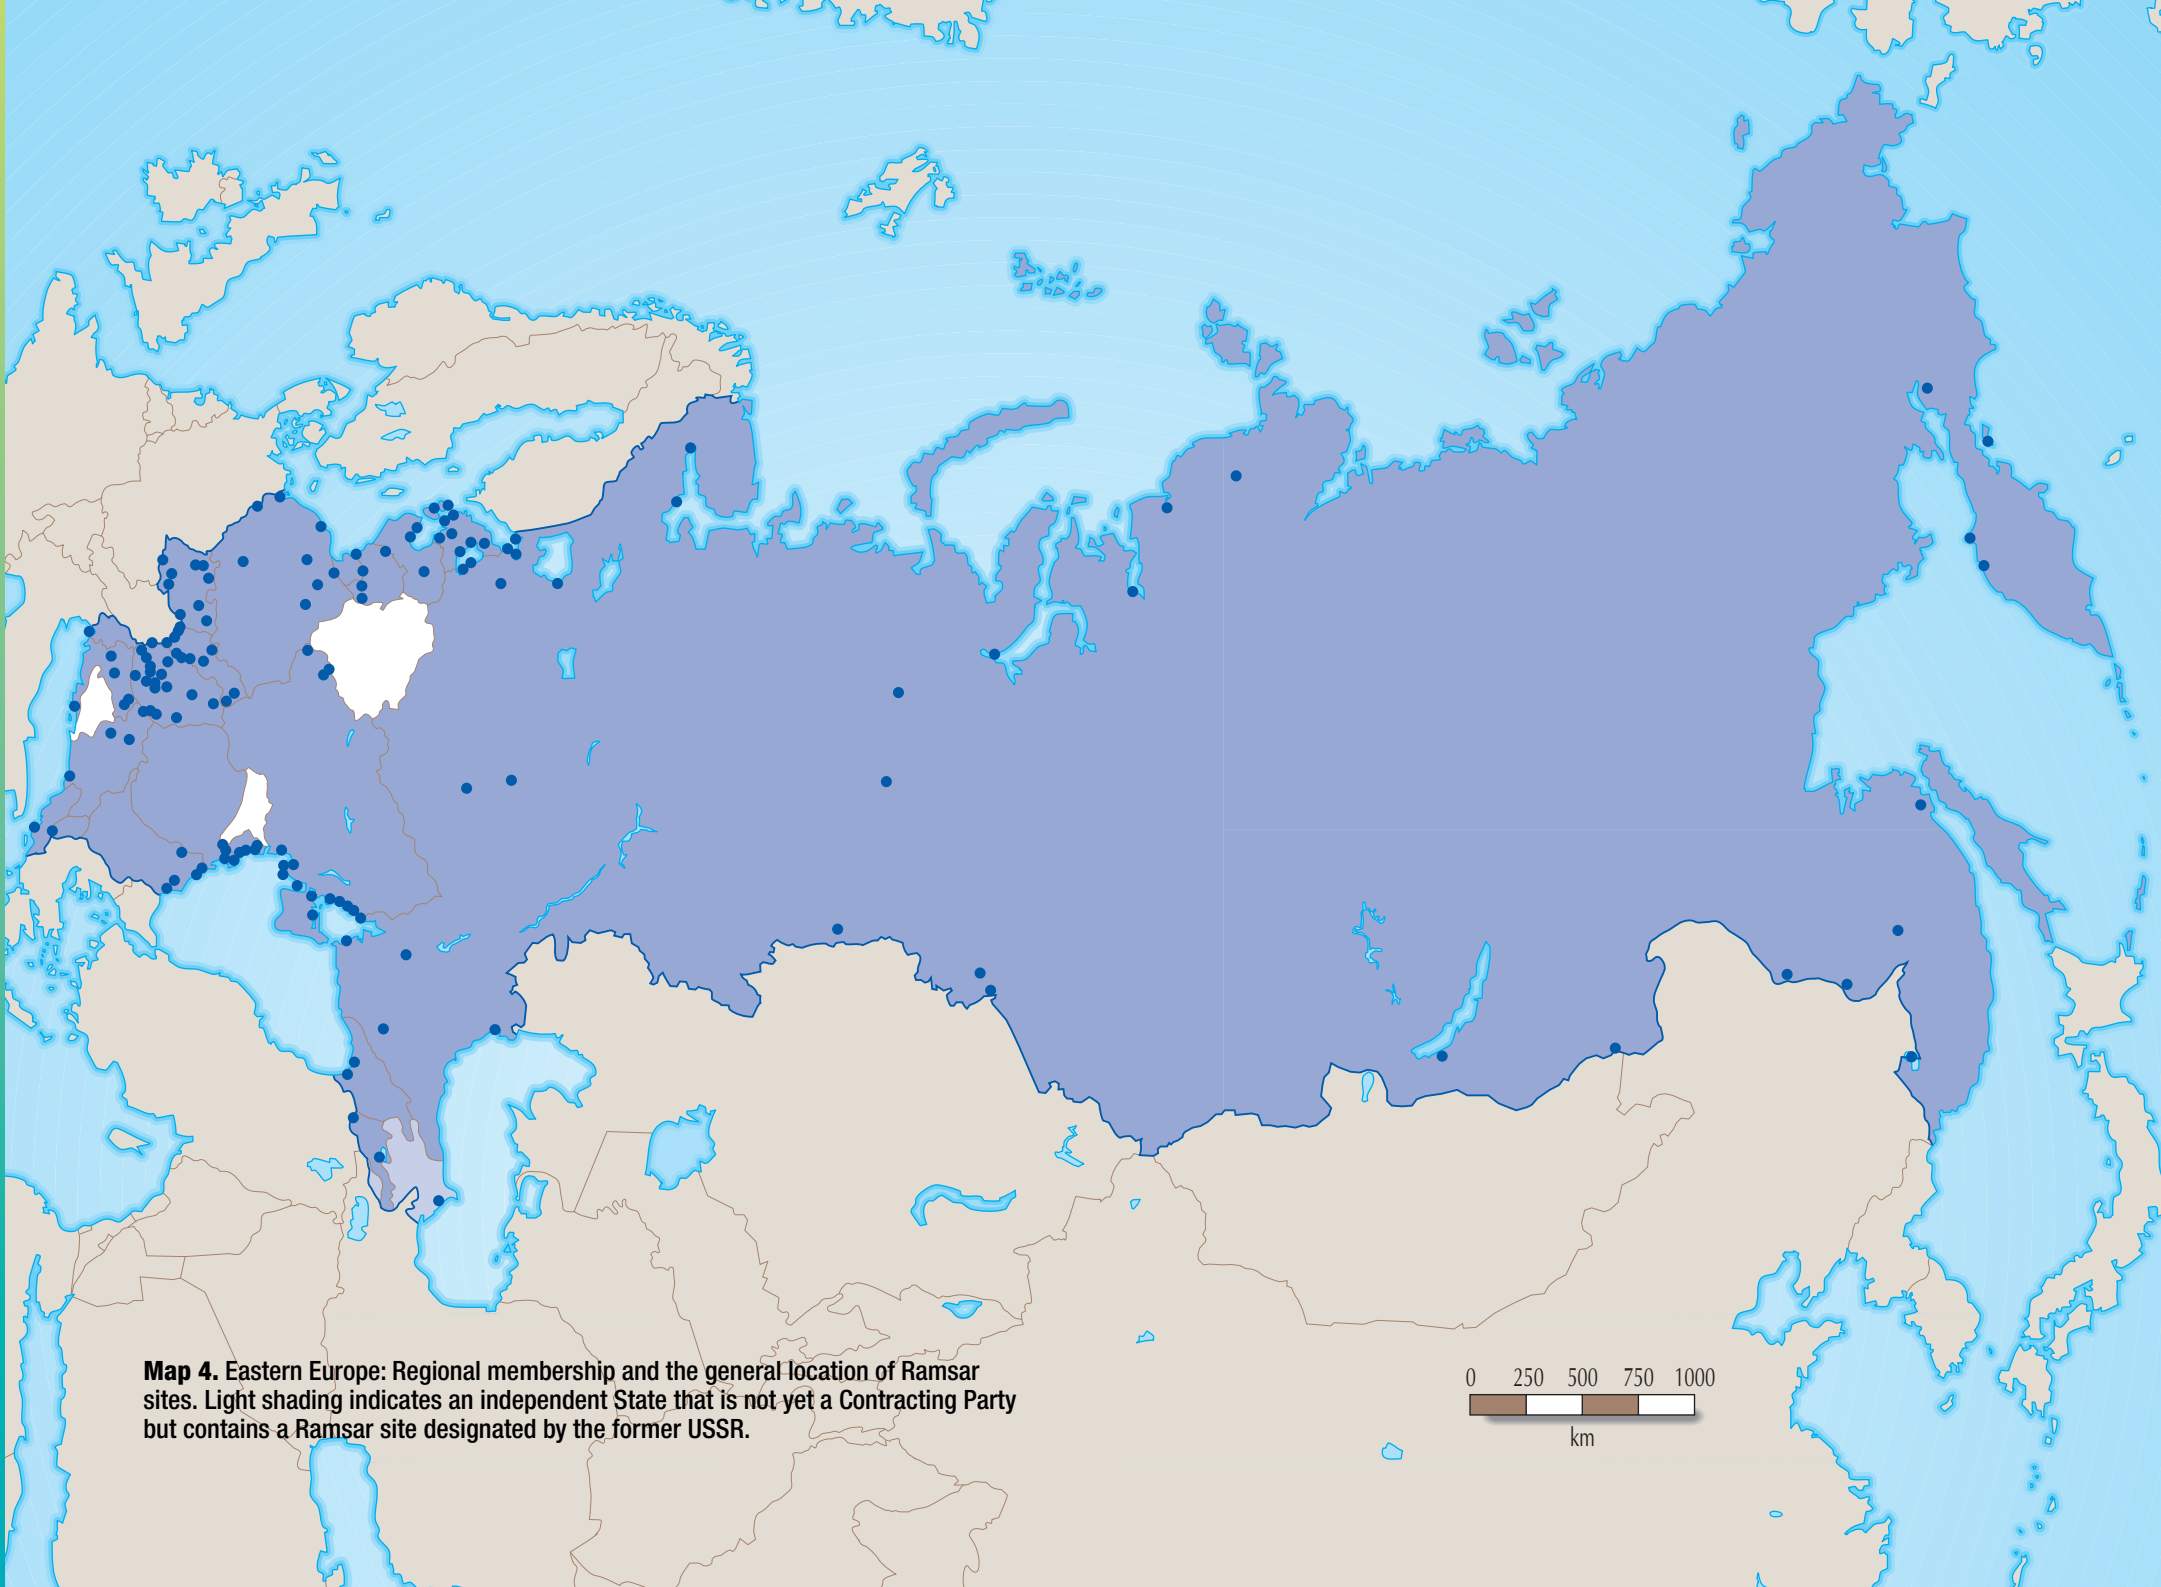 Map 4. Eastern Europe: Regional membership and the general location of Ramsar
sites. Light shading indicates an independent State that is not yet a Contracting Party
but contains a Ramsar site designated by the former USSR.
0 250 500 750 1000
km